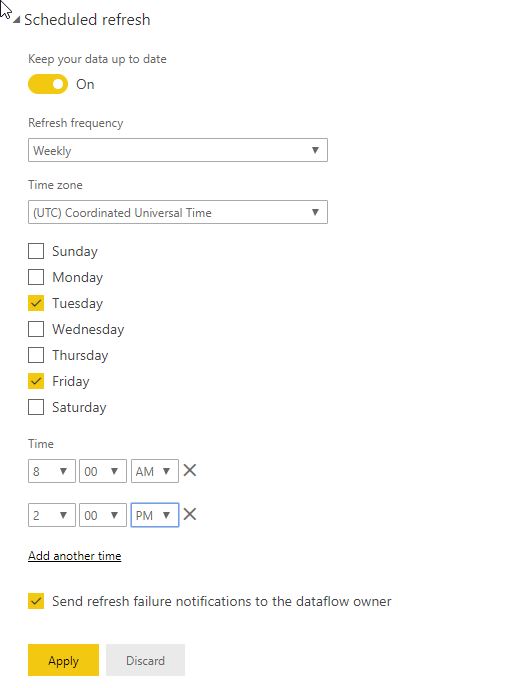 Scheduled refresh
Keep your data up to date
On
Refresh frequency
Weekly
Time zone
(UTC) Coordinated Universal Time
Sunday
Monday
Tuesday
Wednesday
Thursday
Friday
Saturday
Time
8 00 AM
2 00 PM
Add another time
Send refresh failure notifications to the dataflow owner
Apply Discard